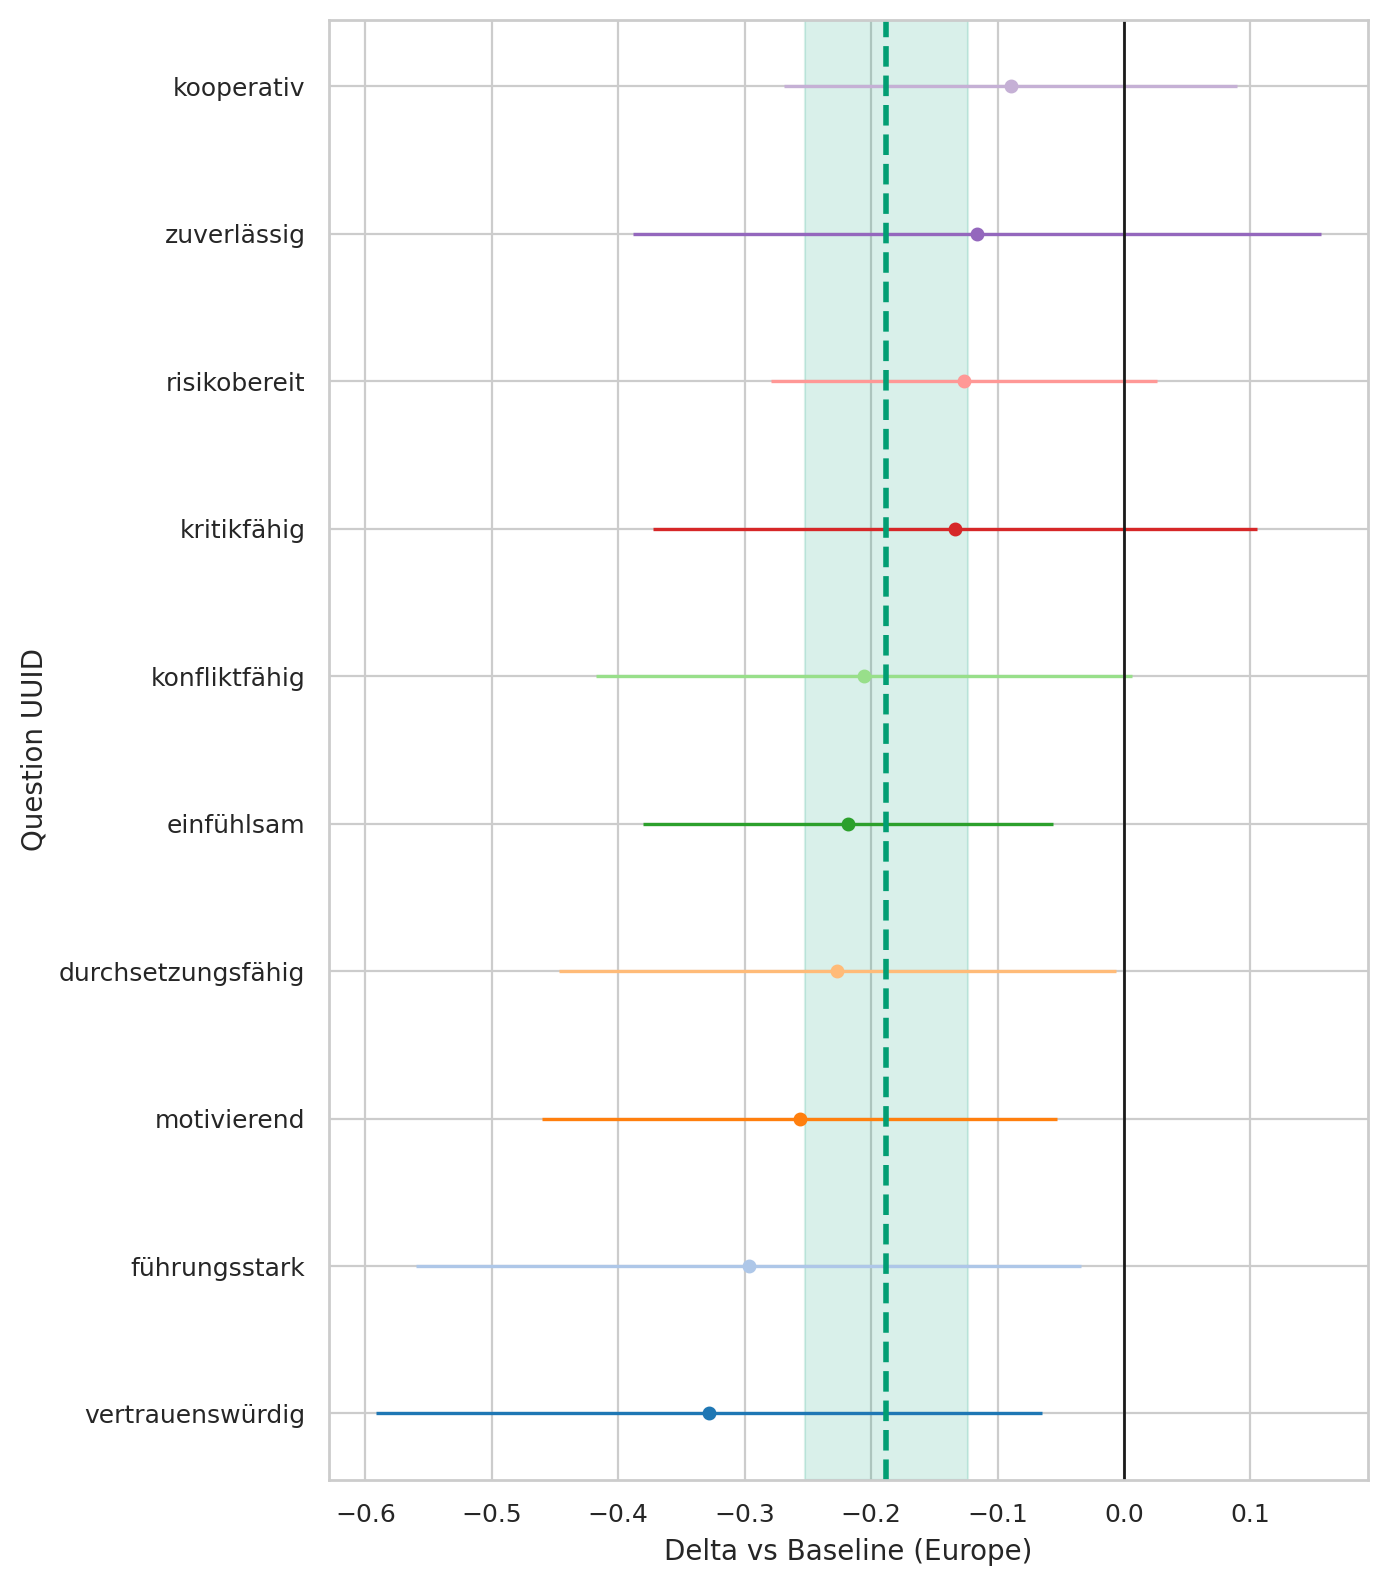 kooperativ
zuverlässig
risikobereit
kritikfähig
konfliktfähig
einfühlsam
durchsetzungsfähig
motivierend
führungsstark
vertrauenswürdig
Question UUID
−0.6 −0.5 −0.4 −0.3 −0.2 −0.1 0.0 0.1
Delta vs Baseline (Europe)